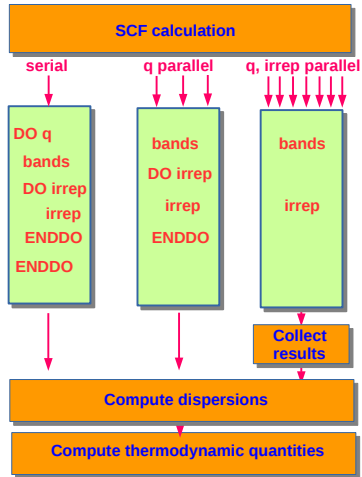 SCF calculation
serial
q parallel
q, irrep parallel
DO q
bands
DO irrep
irrep
ENDDO
ENDDO
bands
DO irrep
irrep
ENDDO
bands
irrep
Collect
results
Compute dispersions
Compute thermodynamic quantities